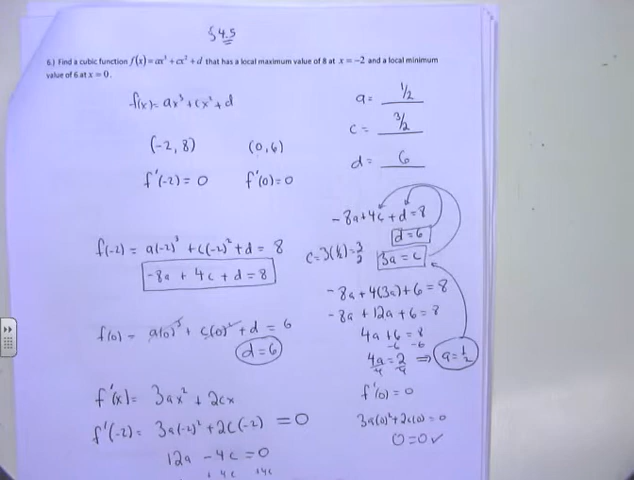 § 4.5
6.) Find a cubic function f(x) = ax³ + cx² + d that has a local maximum value of 8 at x = −2 and a local minimum
value of 6 at x = 0.
f(x) = ax³ + cx² + d
a = 1/2
c = 3/2
d = 6
(-2, 8) (0, 6)
f'(-2) = 0 f'(0) = 0
f(-2) = a(-2)³ + c(-2)² + d = 8
-8a + 4c + d = 8
f(0) = a(0)³ + c(0)² + d = 6
d = 6
f'(x) = 3ax² + 2cx
f'(-2) = 3a(-2)² + 2c(-2) = 0
12a - 4c = 0
+4c +4c
-8a + 4c + d = 8
d = 6
c = 3(1/2) = 3/2
3a = c
-8a + 4(3a) + 6 = 8
-8a + 12a + 6 = 8
4a + 6 = 8
-6 -6
4a/4 = 2/4 ⇒ a = 1/2
f'(0) = 0
3a(0)² + 2c(0) = 0
0 = 0 ✓